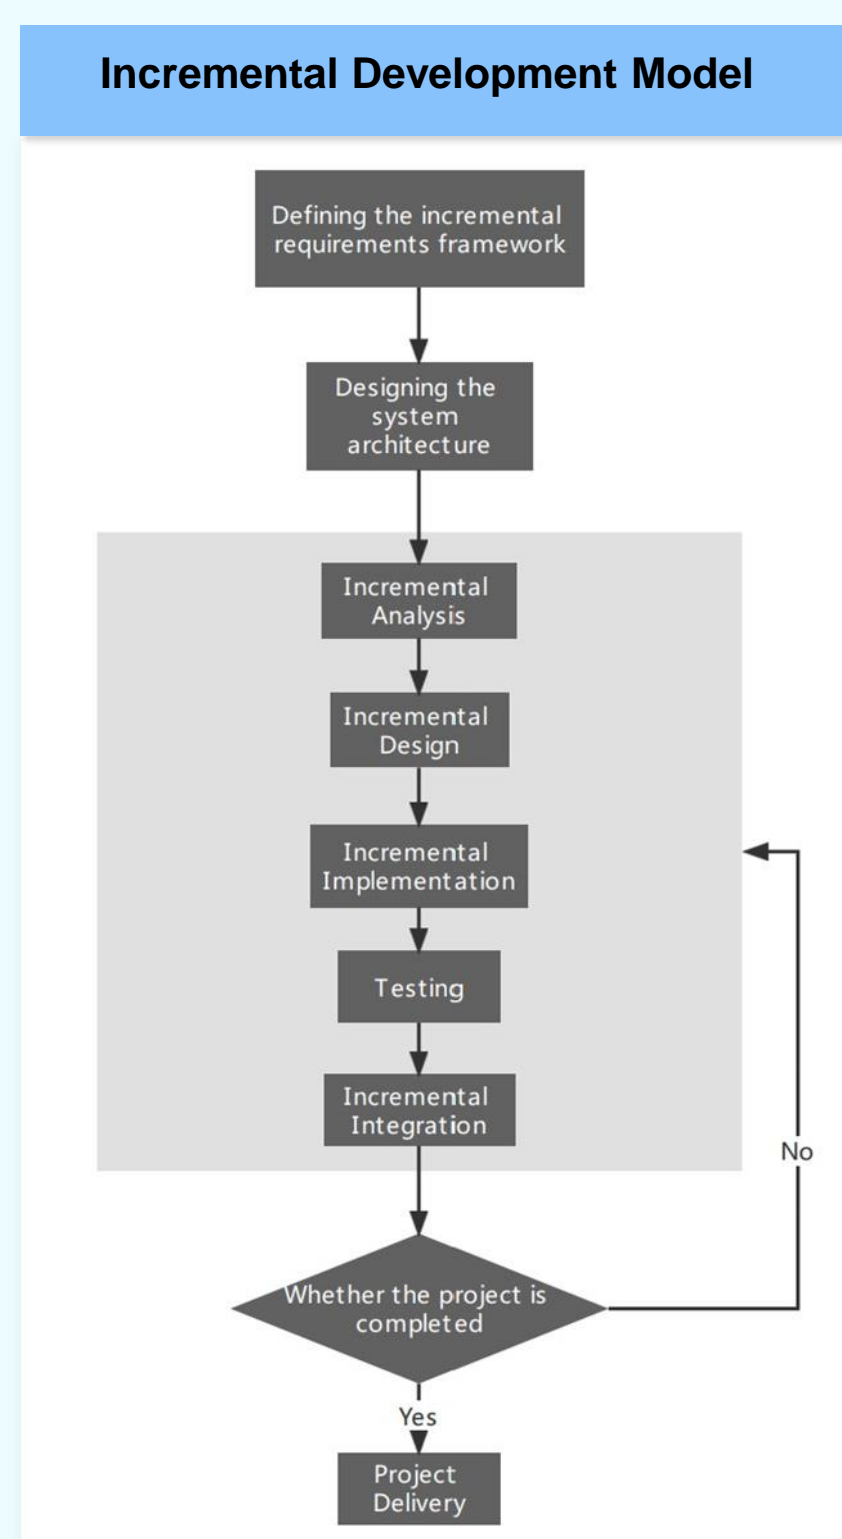 Incremental Development Model
Defining the incremental
requirements framework
Designing the
system
architecture
Incremental
Analysis
Incremental
Design
Incremental
Implementation
Testing
Incremental
Integration
No
Whether the project is
completed
Yes
Project
Delivery